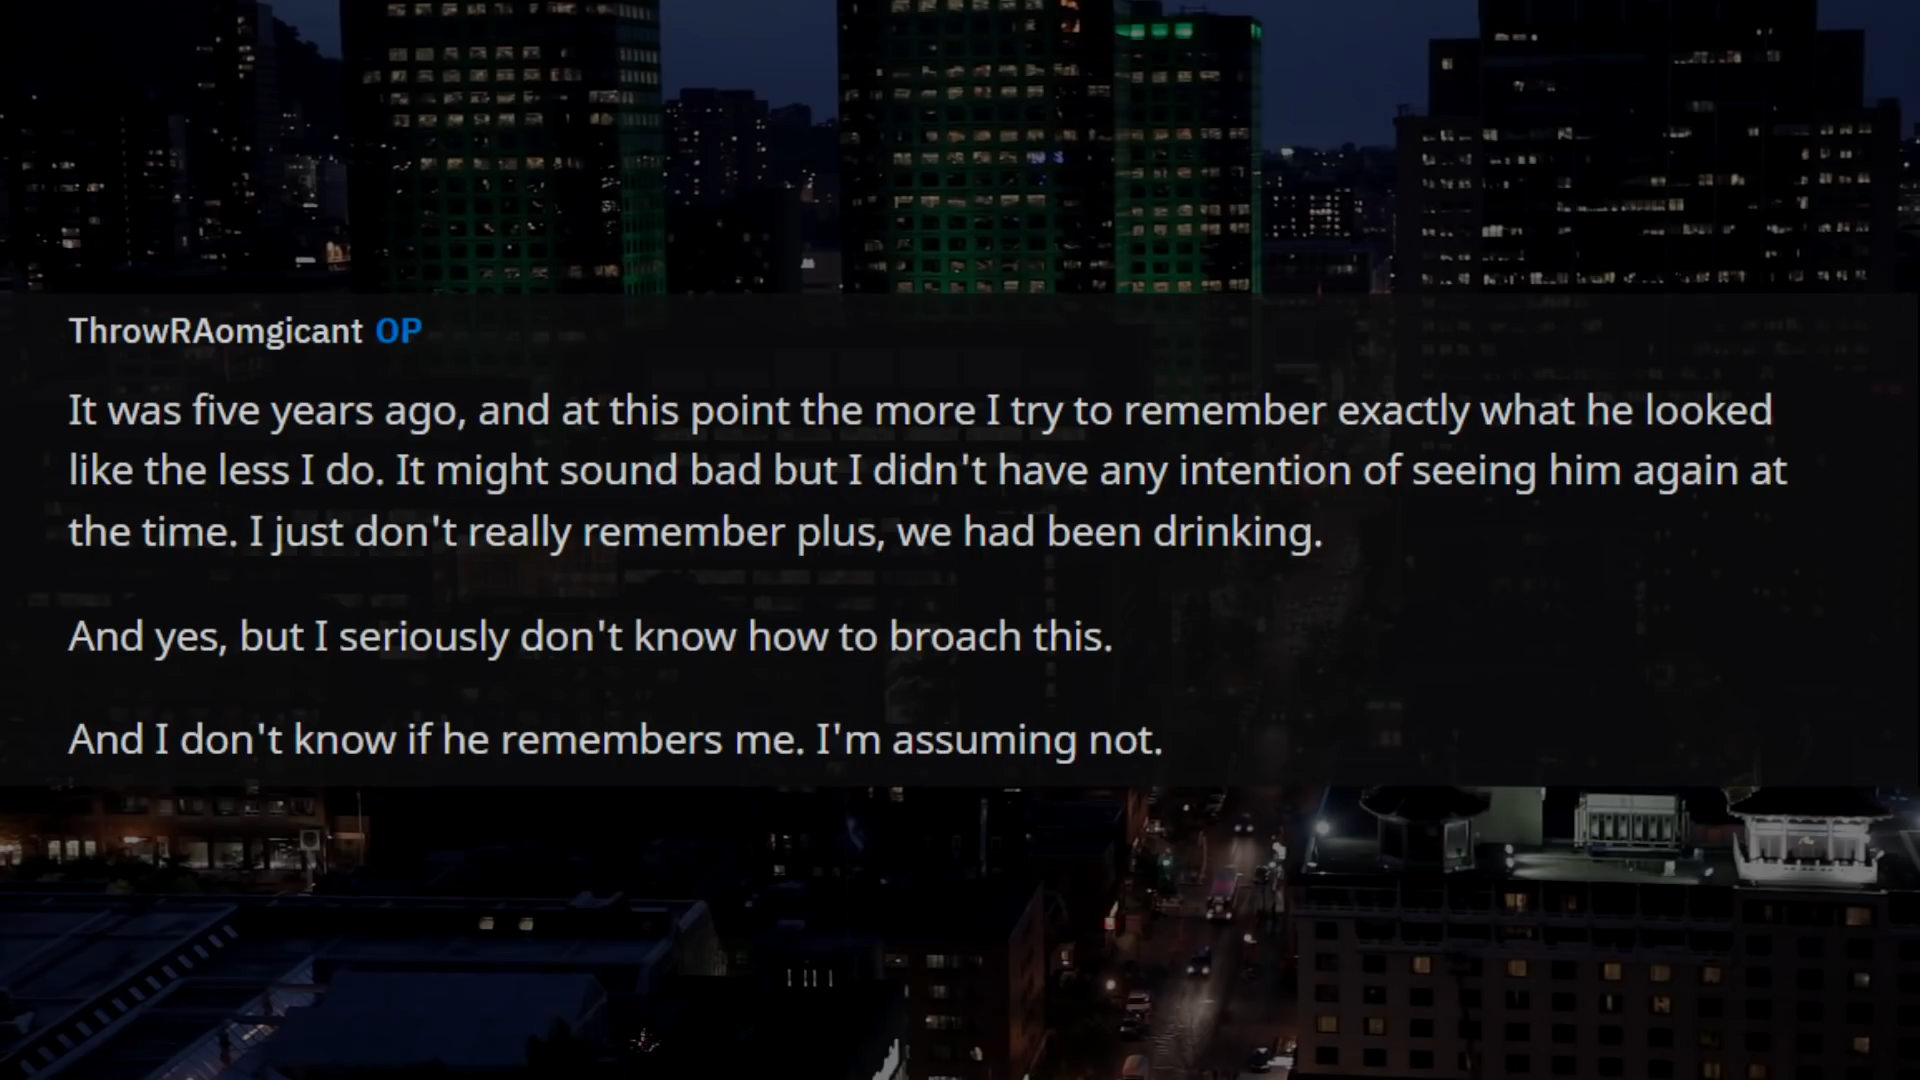 ThrowRAomgicant OP
It was five years ago, and at this point the more I try to remember exactly what he looked
like the less I do. It might sound bad but I didn't have any intention of seeing him again at
the time. I just don't really remember plus, we had been drinking.
And yes, but I seriously don't know how to broach this.
And I don't know if he remembers me. I'm assuming not.